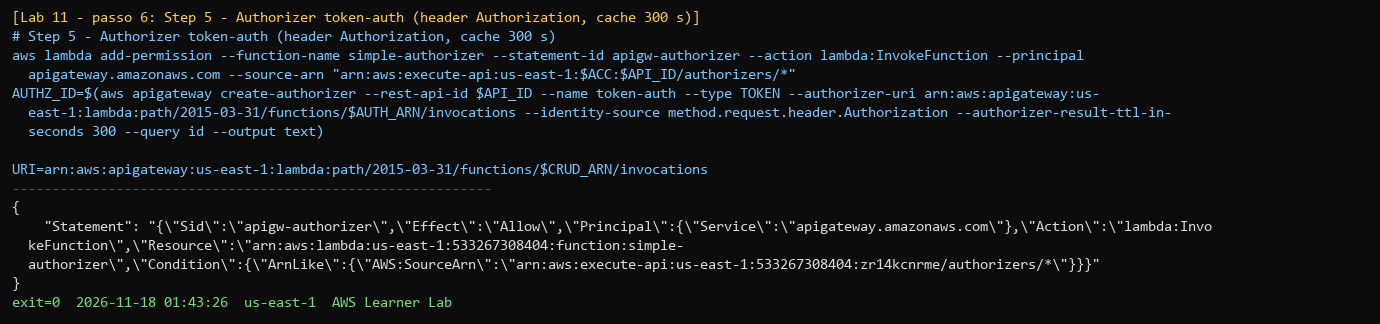 [Lab 11 - passo 6: Step 5 - Authorizer token-auth (header Authorization, cache 300 s)]
# Step 5 - Authorizer token-auth (header Authorization, cache 300 s)
aws lambda add-permission --function-name simple-authorizer --statement-id apigw-authorizer --action lambda:InvokeFunction --principal
apigateway.amazonaws.com --source-arn "arn:aws:execute-api:us-east-1:$ACC:$API_ID/authorizers/*"
AUTHZ_ID=$(aws apigateway create-authorizer --rest-api-id $API_ID --name token-auth --type TOKEN --authorizer-uri arn:aws:apigateway:us-
east-1:lambda:path/2015-03-31/functions/$AUTH_ARN/invocations --identity-source method.request.header.Authorization --authorizer-result-ttl-in-
seconds 300 --query id --output text)
URI=arn:aws:apigateway:us-east-1:lambda:path/2015-03-31/functions/$CRUD_ARN/invocations
------------------------------------------------------------
{
"Statement": "{\"Sid\":\"apigw-authorizer\",\"Effect\":\"Allow\",\"Principal\":{\"Service\":\"apigateway.amazonaws.com\"},\"Action\":\"lambda:Invo
keFunction\",\"Resource\":\"arn:aws:lambda:us-east-1:533267308404:function:simple-
authorizer\",\"Condition\":{\"ArnLike\":{\"AWS:SourceArn\":\"arn:aws:execute-api:us-east-1:533267308404:zr14kcnrme/authorizers/*\"}}}"
}
exit=0  2026-11-18 01:43:26  us-east-1  AWS Learner Lab